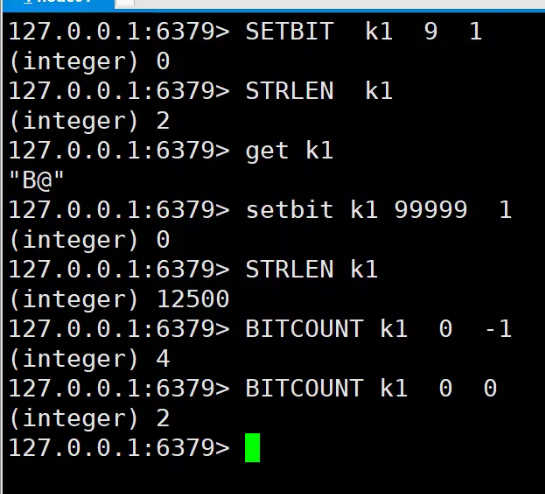 127.0.0.1:6379> SETBIT  k1  9  1
(integer) 0
127.0.0.1:6379> STRLEN  k1
(integer) 2
127.0.0.1:6379> get k1
"B@"
127.0.0.1:6379> setbit k1 99999  1
(integer) 0
127.0.0.1:6379> STRLEN k1
(integer) 12500
127.0.0.1:6379> BITCOUNT k1  0  -1
(integer) 4
127.0.0.1:6379> BITCOUNT k1  0  0
(integer) 2
127.0.0.1:6379>